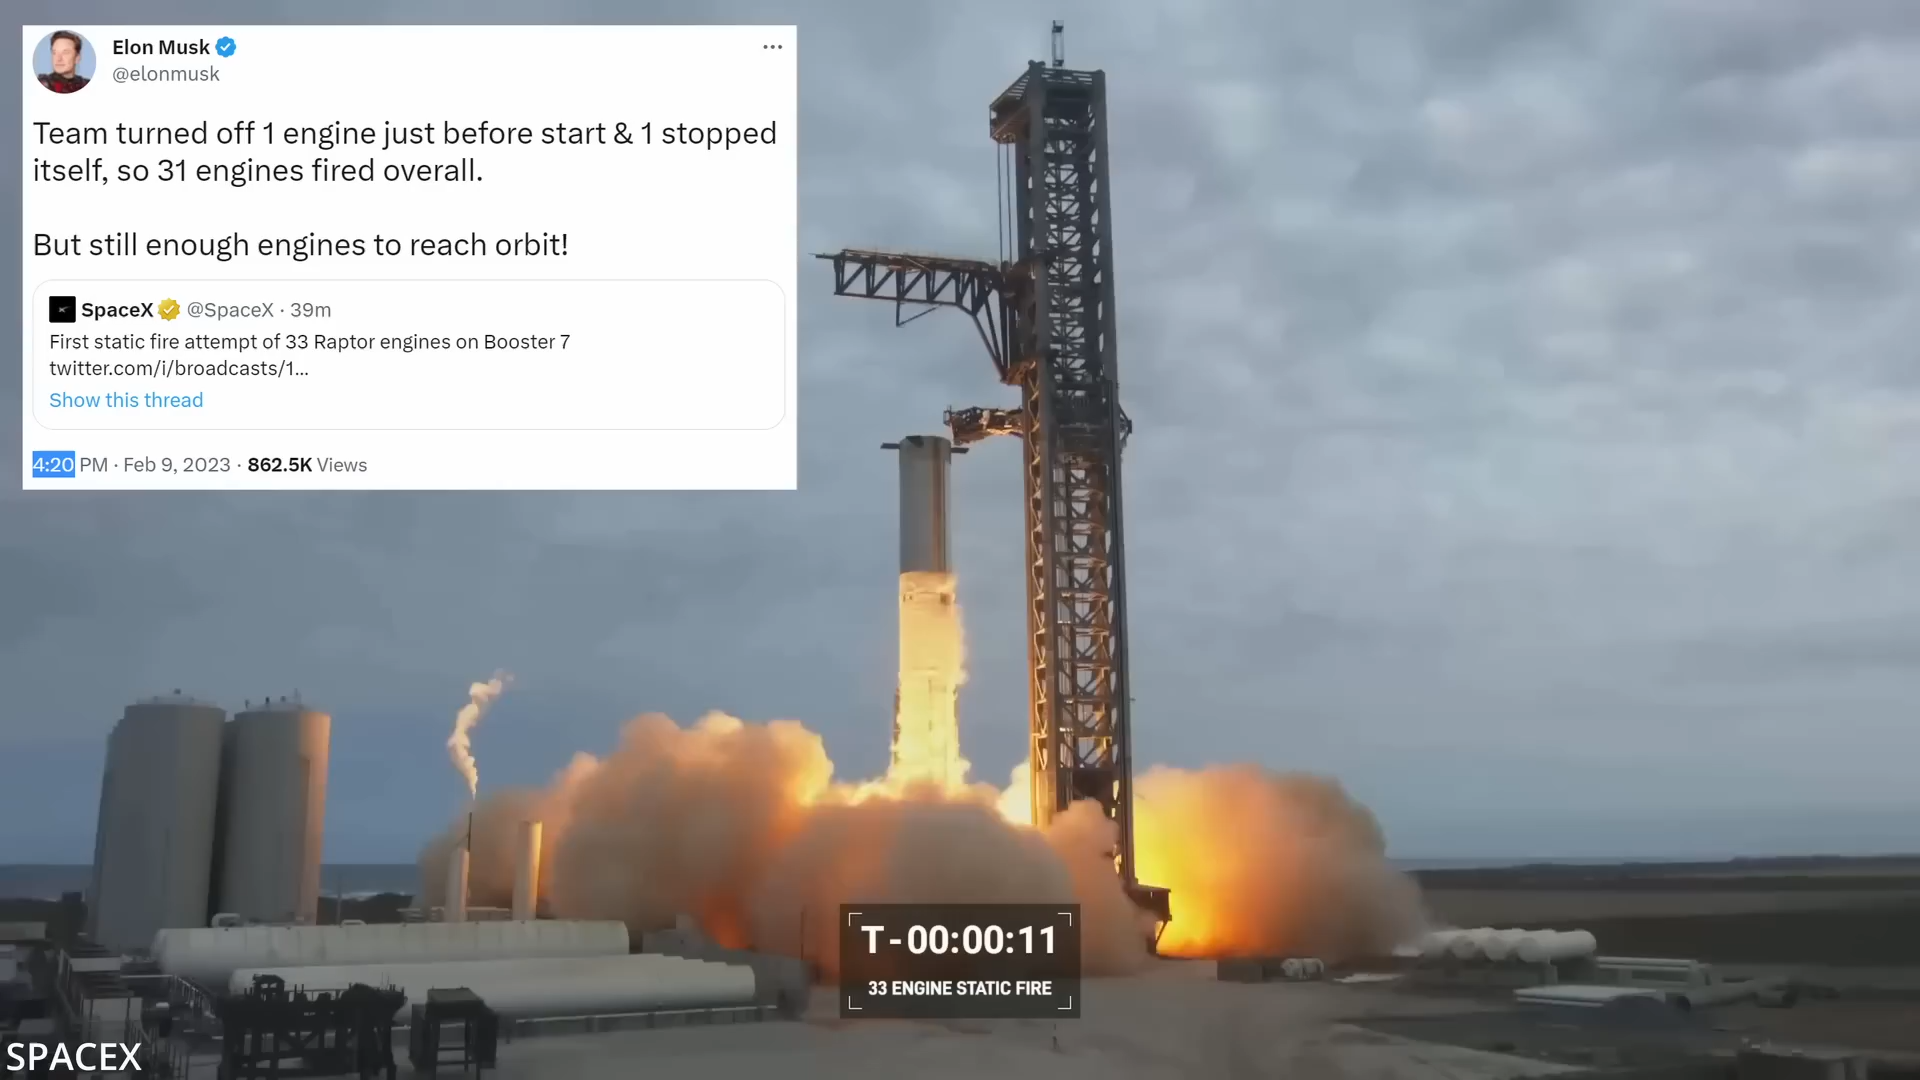 Elon Musk
@elonmusk
Team turned off 1 engine just before start & 1 stopped
itself, so 31 engines fired overall.
But still enough engines to reach orbit!
SpaceX @SpaceX · 39m
First static fire attempt of 33 Raptor engines on Booster 7
twitter.com/i/broadcasts/1...
Show this thread
4:20 PM · Feb 9, 2023 · 862.5K Views
T-00:00:11
33 ENGINE STATIC FIRE
SPACEX